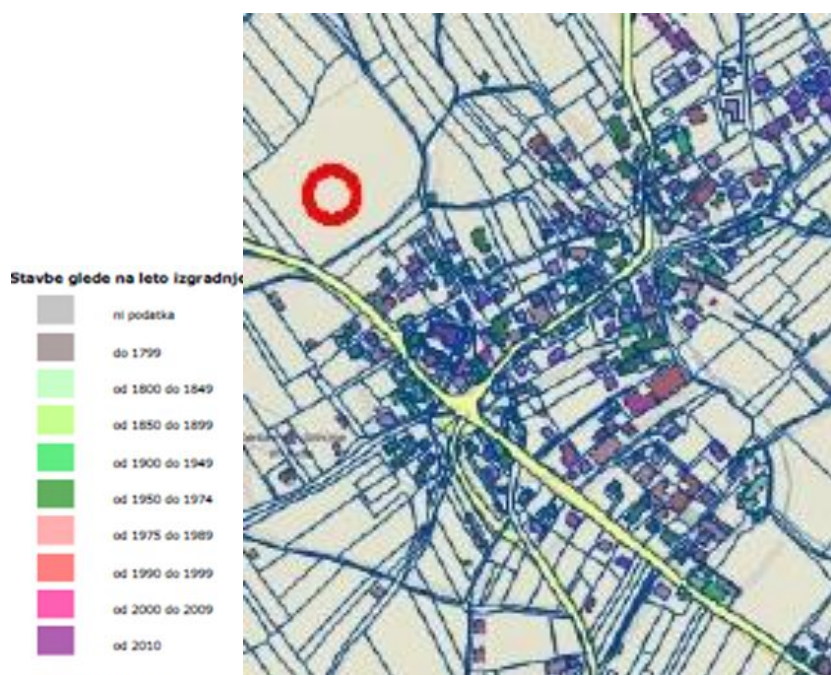 Stavbe glede na leto izgradnje
ni podatka
do 1799
od 1800 do 1849
od 1850 do 1899
od 1900 do 1949
od 1950 do 1974
od 1975 do 1989
od 1990 do 1999
od 2000 do 2009
od 2010